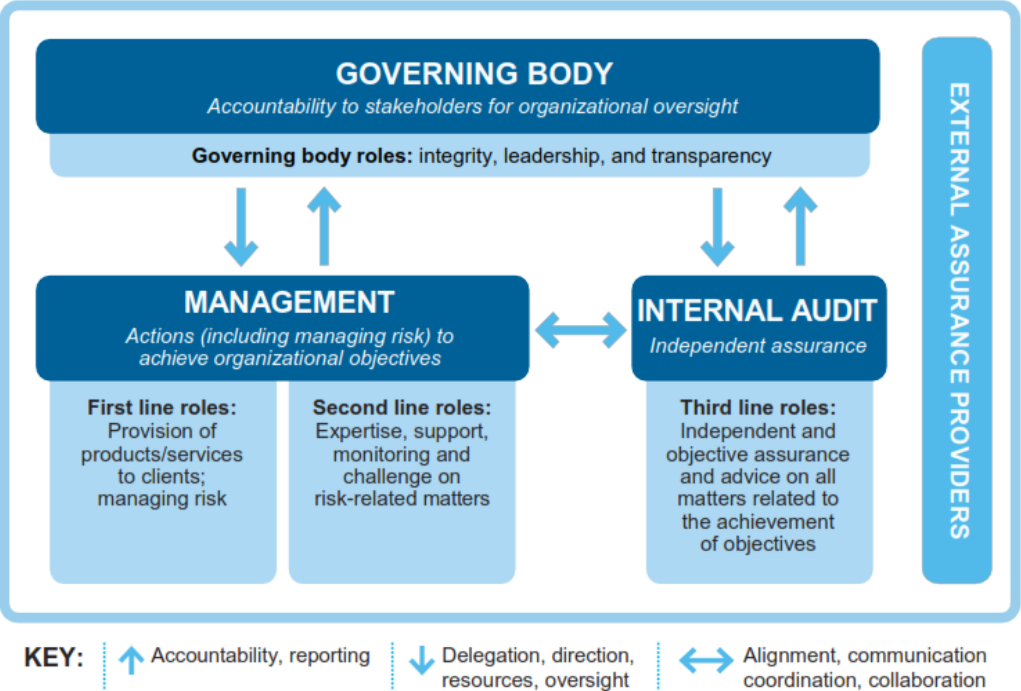 GOVERNING BODY
Accountability to stakeholders for organizational oversight
Governing body roles: integrity, leadership, and transparency
MANAGEMENT
Actions (including managing risk) to
achieve organizational objectives
First line roles:
Provision of
products/services
to clients;
managing risk
Second line roles:
Expertise, support,
monitoring and
challenge on
risk-related matters
INTERNAL AUDIT
Independent assurance
Third line roles:
Independent and
objective assurance
and advice on all
matters related to
the achievement
of objectives
EXTERNAL ASSURANCE PROVIDERS
KEY:
Accountability, reporting
Delegation, direction,
resources, oversight
Alignment, communication
coordination, collaboration